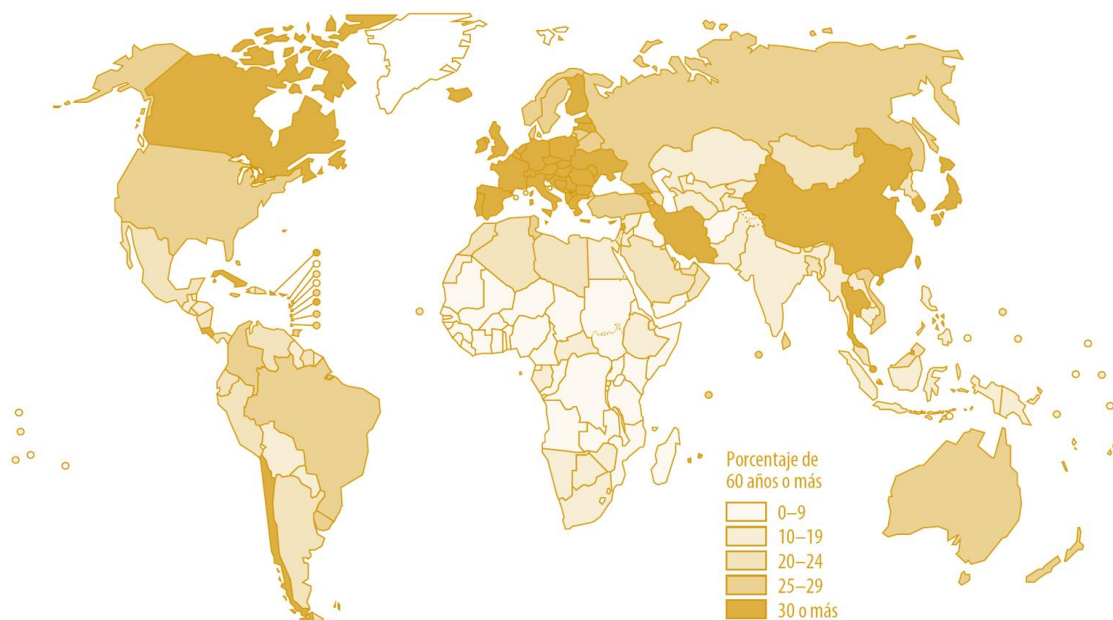 Porcentaje de
60 años o más
0–9
10–19
20–24
25–29
30 o más